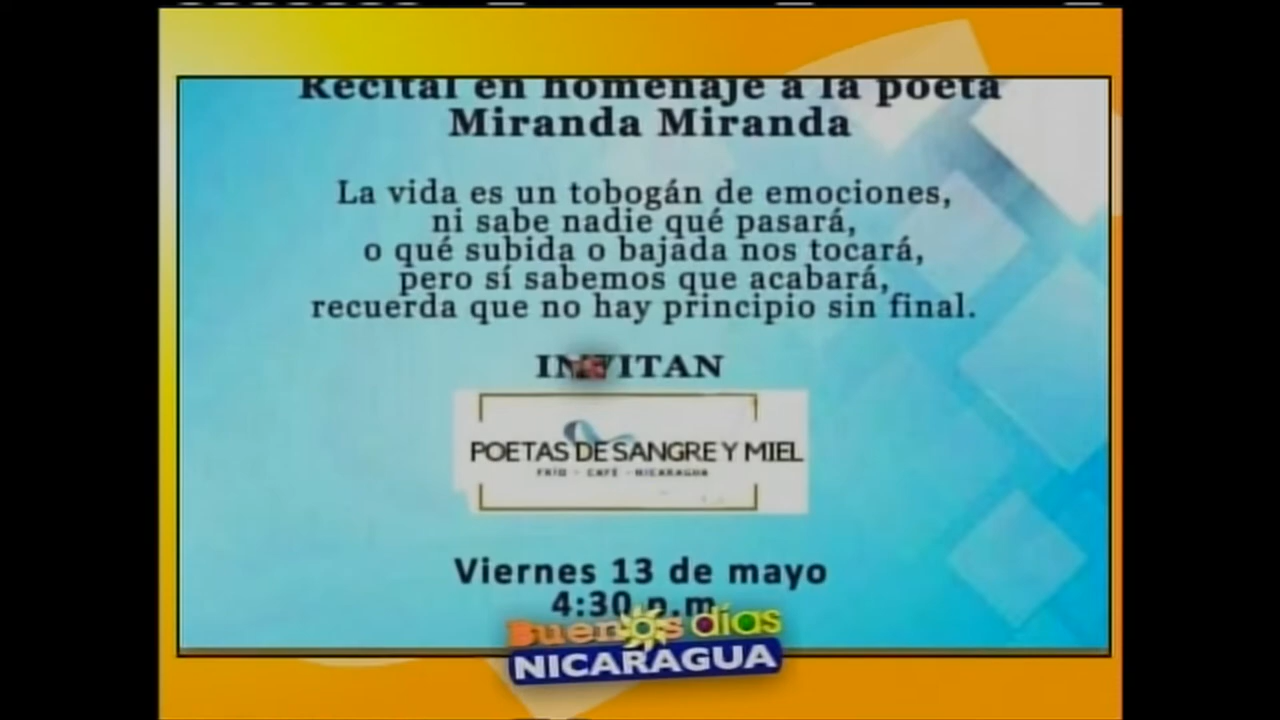 Recital en homenaje a la poeta
Miranda Miranda
La vida es un tobogán de emociones,
ni sabe nadie qué pasará,
o qué subida o bajada nos tocará,
pero sí sabemos que acabará,
recuerda que no hay principio sin final.
INVITAN
POETAS DE SANGRE Y MIEL
FRIO - CAFÉ - NICARAGUA
Viernes 13 de mayo
4:30 p.m.
Buenos días
NICARAGUA